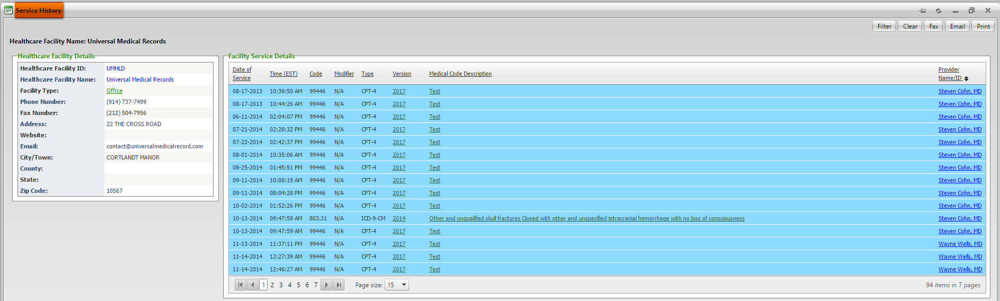 Service History
Filter Clear Fax Email Print
Healthcare Facility Name: Universal Medical Records
Healthcare Facility Details
Healthcare Facility ID: UMHLD
Healthcare Facility Name: Universal Medical Records
Facility Type: Office
Phone Number: (914) 737-7499
Fax Number: (212) 504-7956
Address: 22 THE CROSS ROAD
Website:
Email: contact@universalmedicalrecord.com
City/Town: CORTLANDT MANOR
County:
State:
Zip Code: 10567
Facility Service Details
Date of Service Time (EST) Code Modifier Type Version Medical Code Description Provider Name/ID
08-17-2013 10:39:50 AM 99446 N/A CPT-4 2017 Test Steven Cohn, MD
08-17-2013 10:44:26 AM 99446 N/A CPT-4 2017 Test Steven Cohn, MD
06-11-2014 02:04:07 PM 99446 N/A CPT-4 2017 Test Steven Cohn, MD
07-21-2014 02:28:32 PM 99446 N/A CPT-4 2017 Test Steven Cohn, MD
07-22-2014 02:42:37 PM 99446 N/A CPT-4 2017 Test Steven Cohn, MD
08-01-2014 10:35:06 AM 99446 N/A CPT-4 2017 Test Steven Cohn, MD
08-25-2014 01:45:51 PM 99446 N/A CPT-4 2017 Test Steven Cohn, MD
09-11-2014 10:08:19 AM 99446 N/A CPT-4 2017 Test Steven Cohn, MD
09-11-2014 08:04:28 PM 99446 N/A CPT-4 2017 Test Steven Cohn, MD
10-02-2014 01:52:26 PM 99446 N/A CPT-4 2017 Test Steven Cohn, MD
10-13-2014 09:47:59 AM 803.31 N/A ICD-9-CM 2014 Other and unqualified skull fractures Closed with other and unspecified intracranial hemorrhage with no loss of consciousness Steven Cohn, MD
10-13-2014 09:47:59 AM 99446 N/A CPT-4 2017 Test Steven Cohn, MD
11-13-2014 11:37:11 PM 99446 N/A CPT-4 2017 Test Wayne Wells, MD
11-14-2014 12:27:39 AM 99446 N/A CPT-4 2017 Test Wayne Wells, MD
11-14-2014 12:46:27 AM 99446 N/A CPT-4 2017 Test Wayne Wells, MD
1 2 3 4 5 6 7 Page size: 15 94 items in 7 pages